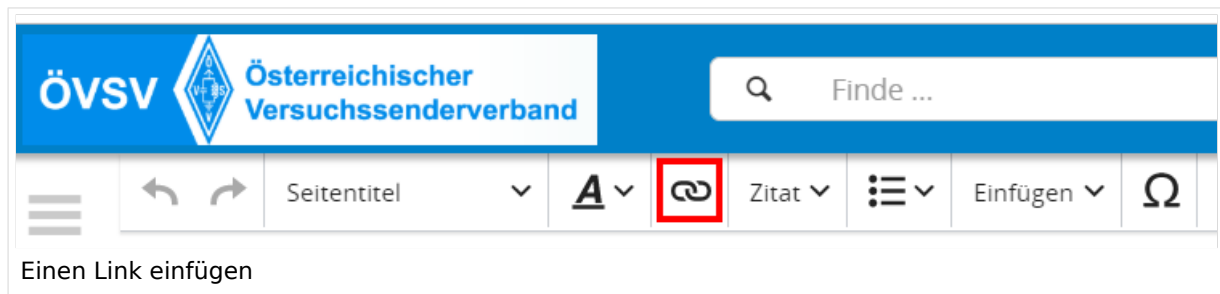 ÖVSV
Österreichischer
Versuchssenderverband
Finde ...
Seitentitel A Zitat Einfügen Ω
Einen Link einfügen